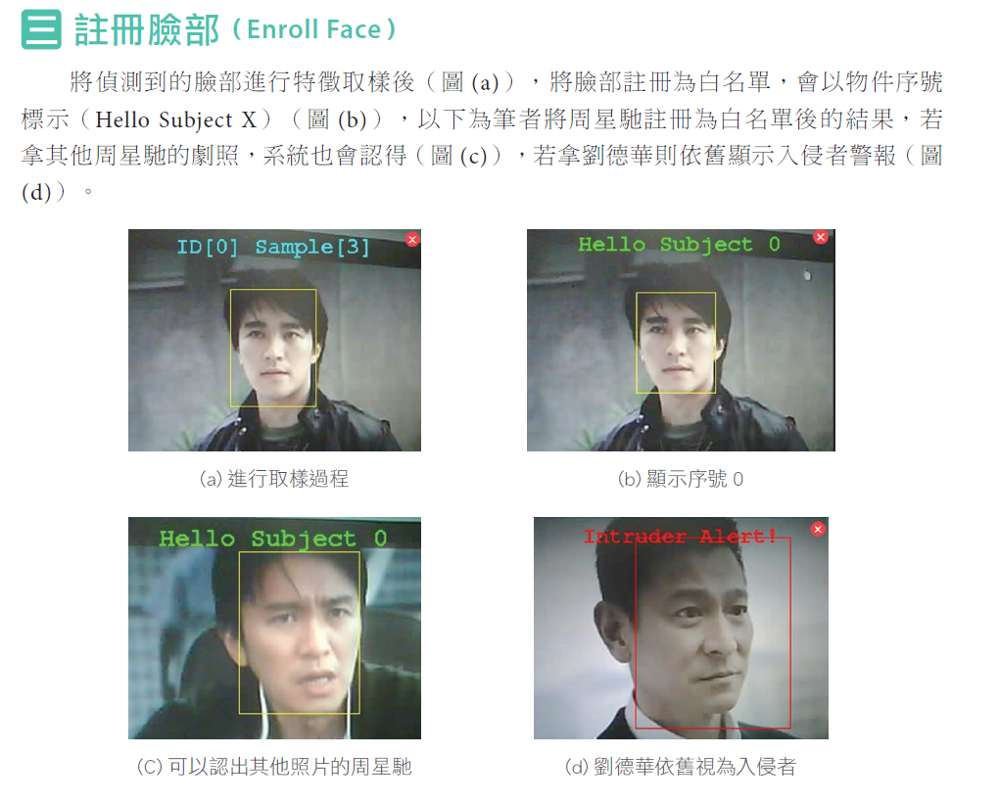 三 註冊臉部（Enroll Face）
將偵測到的臉部進行特徵取樣後（圖 (a)），將臉部註冊為白名單，會以物件序號
標示（Hello Subject X）（圖 (b)），以下為筆者將周星馳註冊為白名單後的結果，若
拿其他周星馳的劇照，系統也會認得（圖 (c)），若拿劉德華則依舊顯示入侵者警報（圖
(d)）。
ID[0] Sample[3]
Hello Subject 0
(a) 進行取樣過程
(b) 顯示序號 0
Hello Subject 0
Intruder Alert!
(C) 可以認出其他照片的周星馳
(d) 劉德華依舊視為入侵者